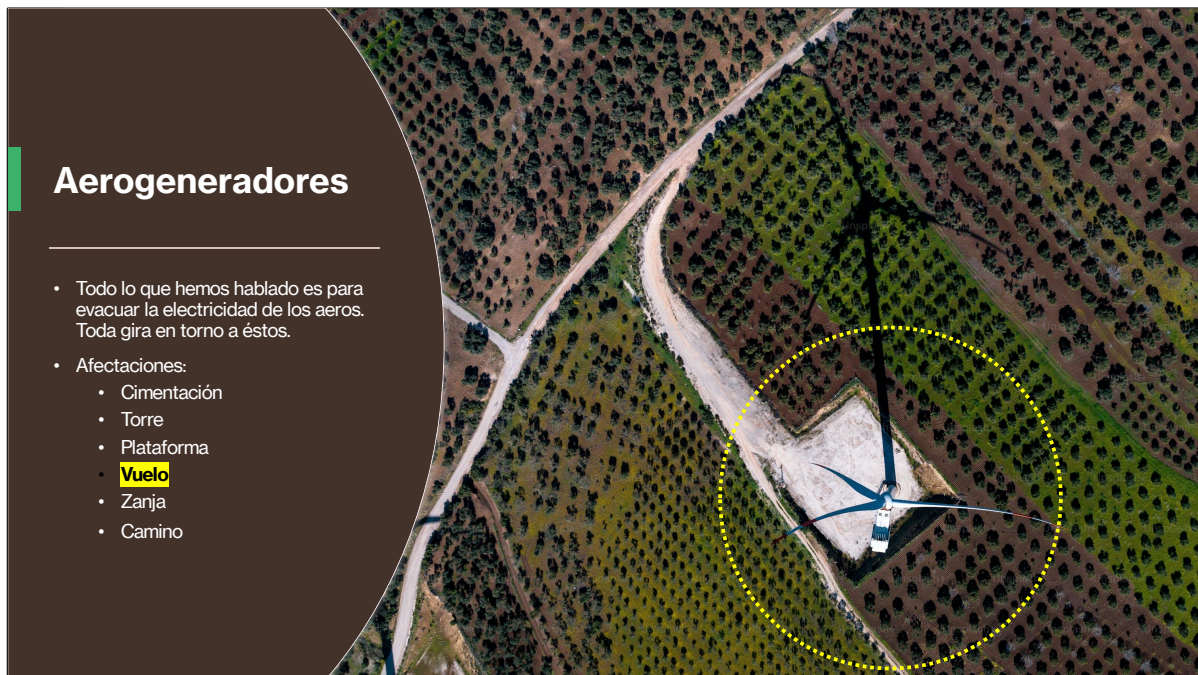 Aerogeneradores
• Todo lo que hemos hablado es para
evacuar la electricidad de los aeros.
Toda gira en torno a éstos.
• Afectaciones:
• Cimentación
• Torre
• Plataforma
• Vuelo
• Zanja
• Camino